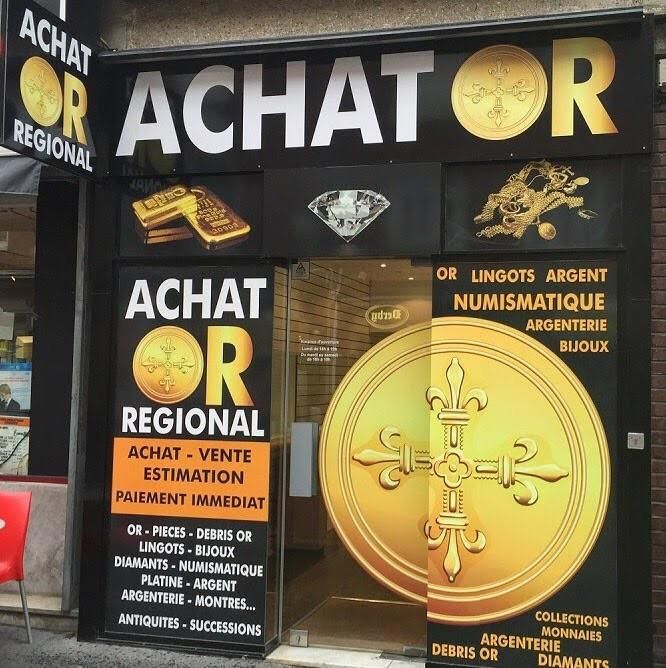 ACHAT
OR
REGIONAL
ACHAT OR
ACHAT
OR
REGIONAL
ACHAT - VENTE
ESTIMATION
PAIEMENT IMMEDIAT
OR - PIECES - DEBRIS OR
LINGOTS - BIJOUX
DIAMANTS - NUMISMATIQUE
PLATINE - ARGENT
ARGENTERIE - MONTRES...
ANTIQUITES - SUCCESSIONS
Derby
OR LINGOTS ARGENT
NUMISMATIQUE
ARGENTERIE
BIJOUX
COLLECTIONS
MONNAIES
ARGENTERIE
DEBRIS OR DIAMANTS